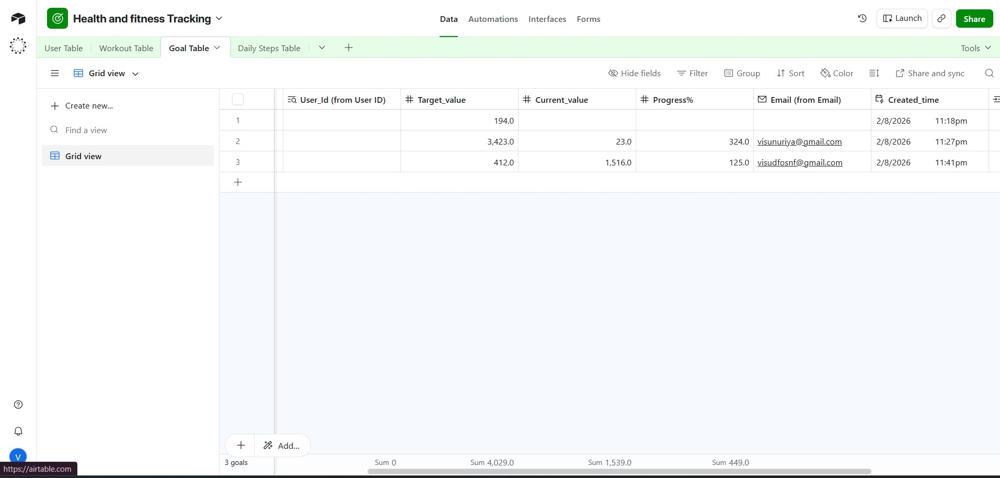 Health and fitness Tracking
Data Automations Interfaces Forms
Launch
Share
User Table Workout Table Goal Table Daily Steps Table
Tools
Grid view
Hide fields Filter Group Sort Color Share and sync
Create new...
Find a view
Grid view
User_Id (from User ID) Target_value Current_value Progress% Email (from Email) Created_time
1 194.0 2/8/2026 11:18pm
2 3,423.0 23.0 324.0 visunuriya@gmail.com 2/8/2026 11:27pm
3 412.0 1,516.0 125.0 visudfosnf@gmail.com 2/8/2026 11:41pm
Add...
V
3 goals Sum 0 Sum 4,029.0 Sum 1,539.0 Sum 449.0
https://airtable.com